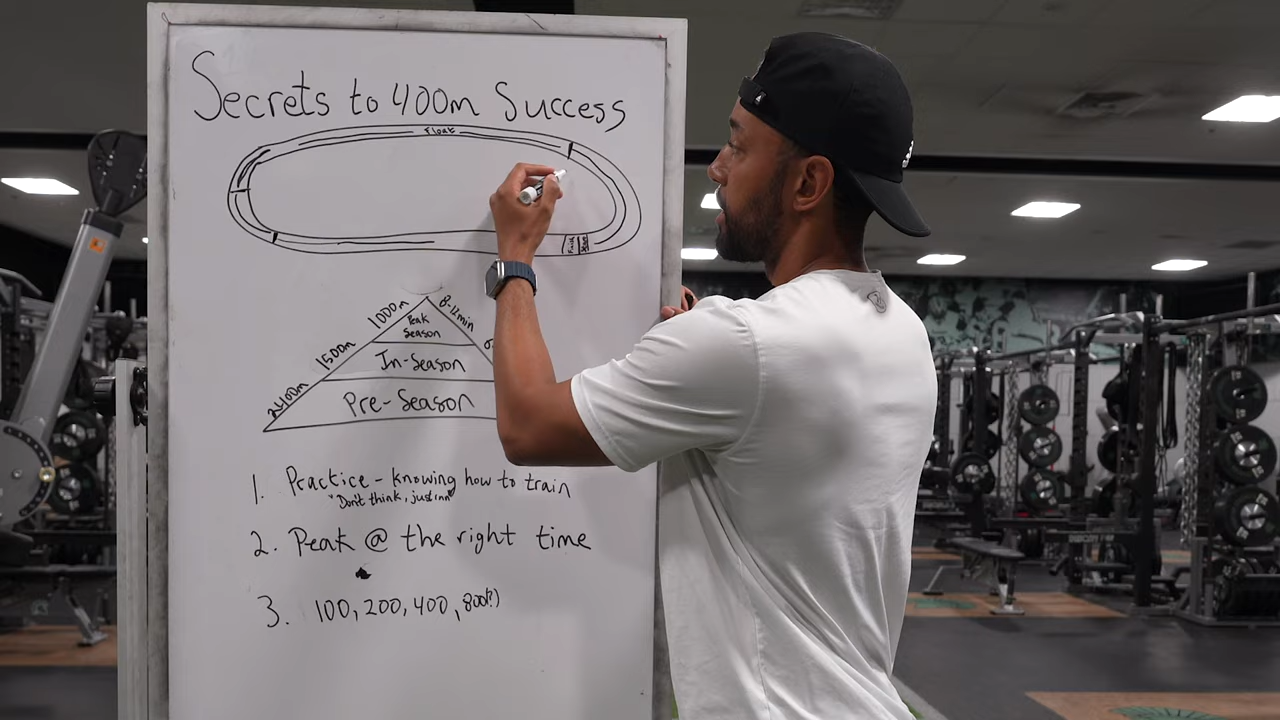 Secrets to 400m Success
Float
Finish
1000m
8-12min
Peak
Season
1500m
In-Season
2400m
Pre-Season
1. Practice - knowing how to train
"Don't think, just run"
2. Peak @ the right time
3. 100, 200, 400, 800(?)